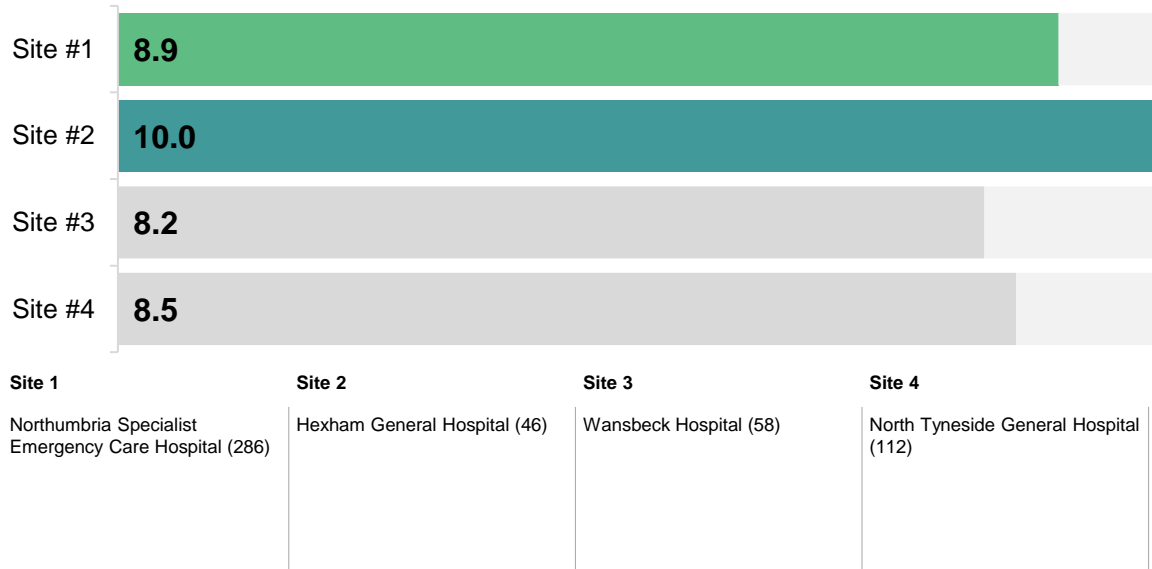 Site #1
8.9
Site #2
10.0
Site #3
8.2
Site #4
8.5
Site 1
Northumbria Specialist
Emergency Care Hospital (286)
Site 2
Hexham General Hospital (46)
Site 3
Wansbeck Hospital (58)
Site 4
North Tyneside General Hospital
(112)